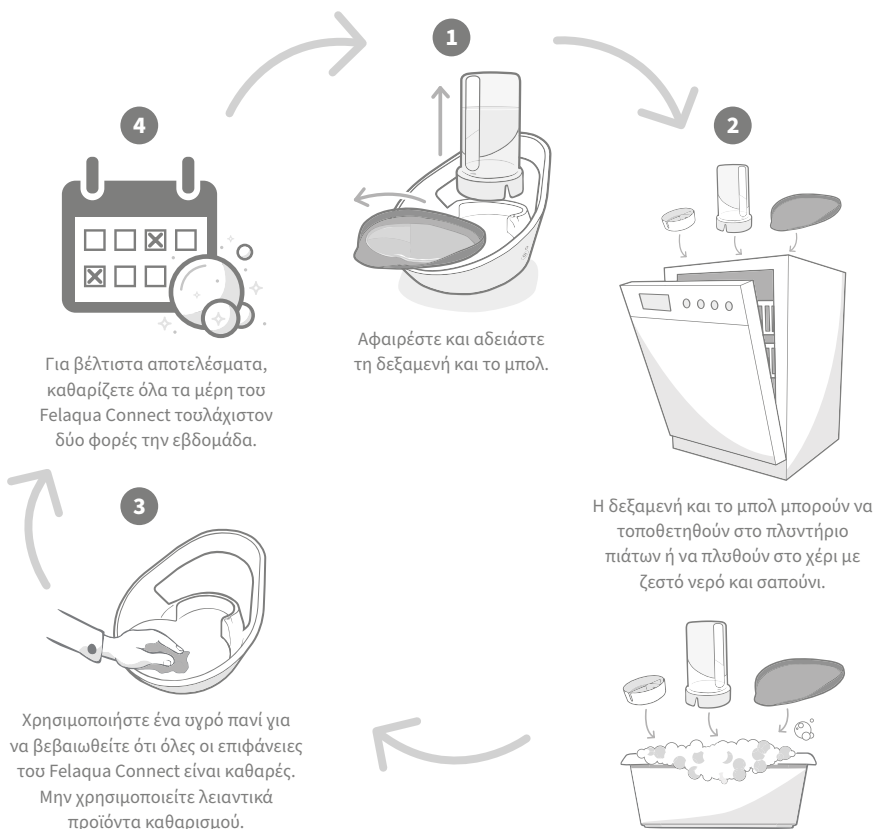 1
Αφαιρέστε και αδειάστε
τη δεξαμενή και το μπολ.
2
Η δεξαμενή και το μπολ μπορούν να
τοποθετηθούν στο πλυντήριο
πιάτων ή να πλυθούν στο χέρι με
ζεστό νερό και σαπούνι.
3
Χρησιμοποιήστε ένα υγρό πανί για
να βεβαιωθείτε ότι όλες οι επιφάνειες
του Felaqua Connect είναι καθαρές.
Μην χρησιμοποιείτε λειαντικά
προϊόντα καθαρισμού.
4
Για βέλτιστα αποτελέσματα,
καθαρίζετε όλα τα μέρη του
Felaqua Connect τουλάχιστον
δύο φορές την εβδομάδα.